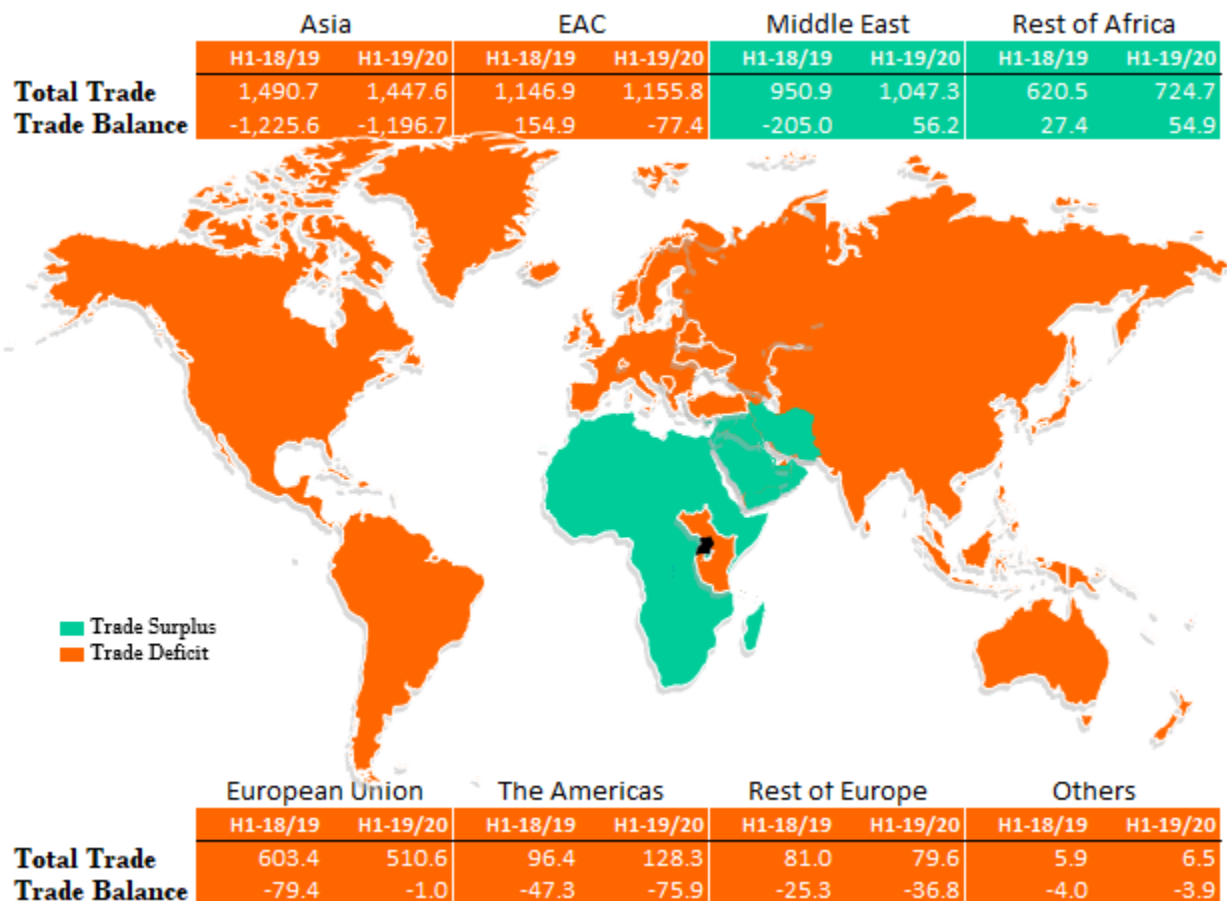 Asia EAC Middle East Rest of Africa
H1-18/19 H1-19/20 H1-18/19 H1-19/20 H1-18/19 H1-19/20 H1-18/19 H1-19/20
Total Trade 1,490.7 1,447.6 1,146.9 1,155.8 950.9 1,047.3 620.5 724.7
Trade Balance -1,225.6 -1,196.7 154.9 -77.4 -205.0 56.2 27.4 54.9
Trade Surplus
Trade Deficit
European Union The Americas Rest of Europe Others
H1-18/19 H1-19/20 H1-18/19 H1-19/20 H1-18/19 H1-19/20 H1-18/19 H1-19/20
Total Trade 603.4 510.6 96.4 128.3 81.0 79.6 5.9 6.5
Trade Balance -79.4 -1.0 -47.3 -75.9 -25.3 -36.8 -4.0 -3.9